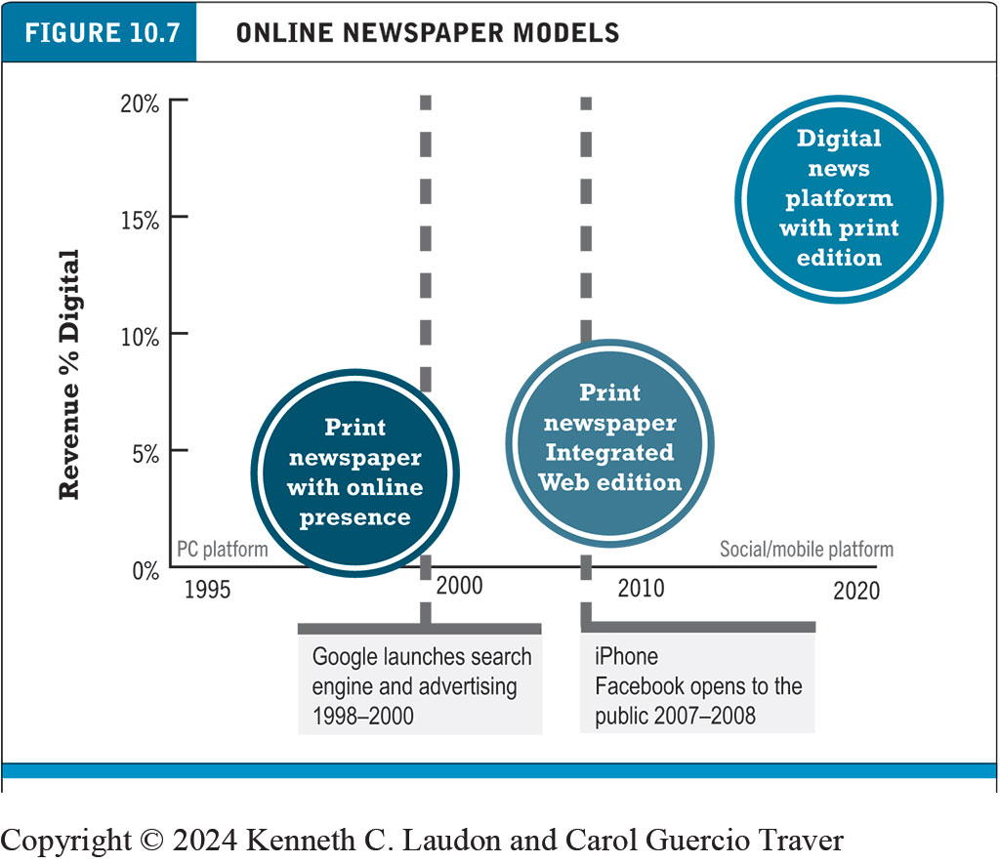 FIGURE 10.7
ONLINE NEWSPAPER MODELS
20%
15%
10%
5%
0%
Revenue % Digital
Digital
news
platform
with print
edition
Print
newspaper
with online
presence
Print
newspaper
Integrated
Web edition
PC platform
Social/mobile platform
1995
2000
2010
2020
Google launches search
engine and advertising
1998–2000
iPhone
Facebook opens to the
public 2007–2008
Copyright © 2024 Kenneth C. Laudon and Carol Guercio Traver